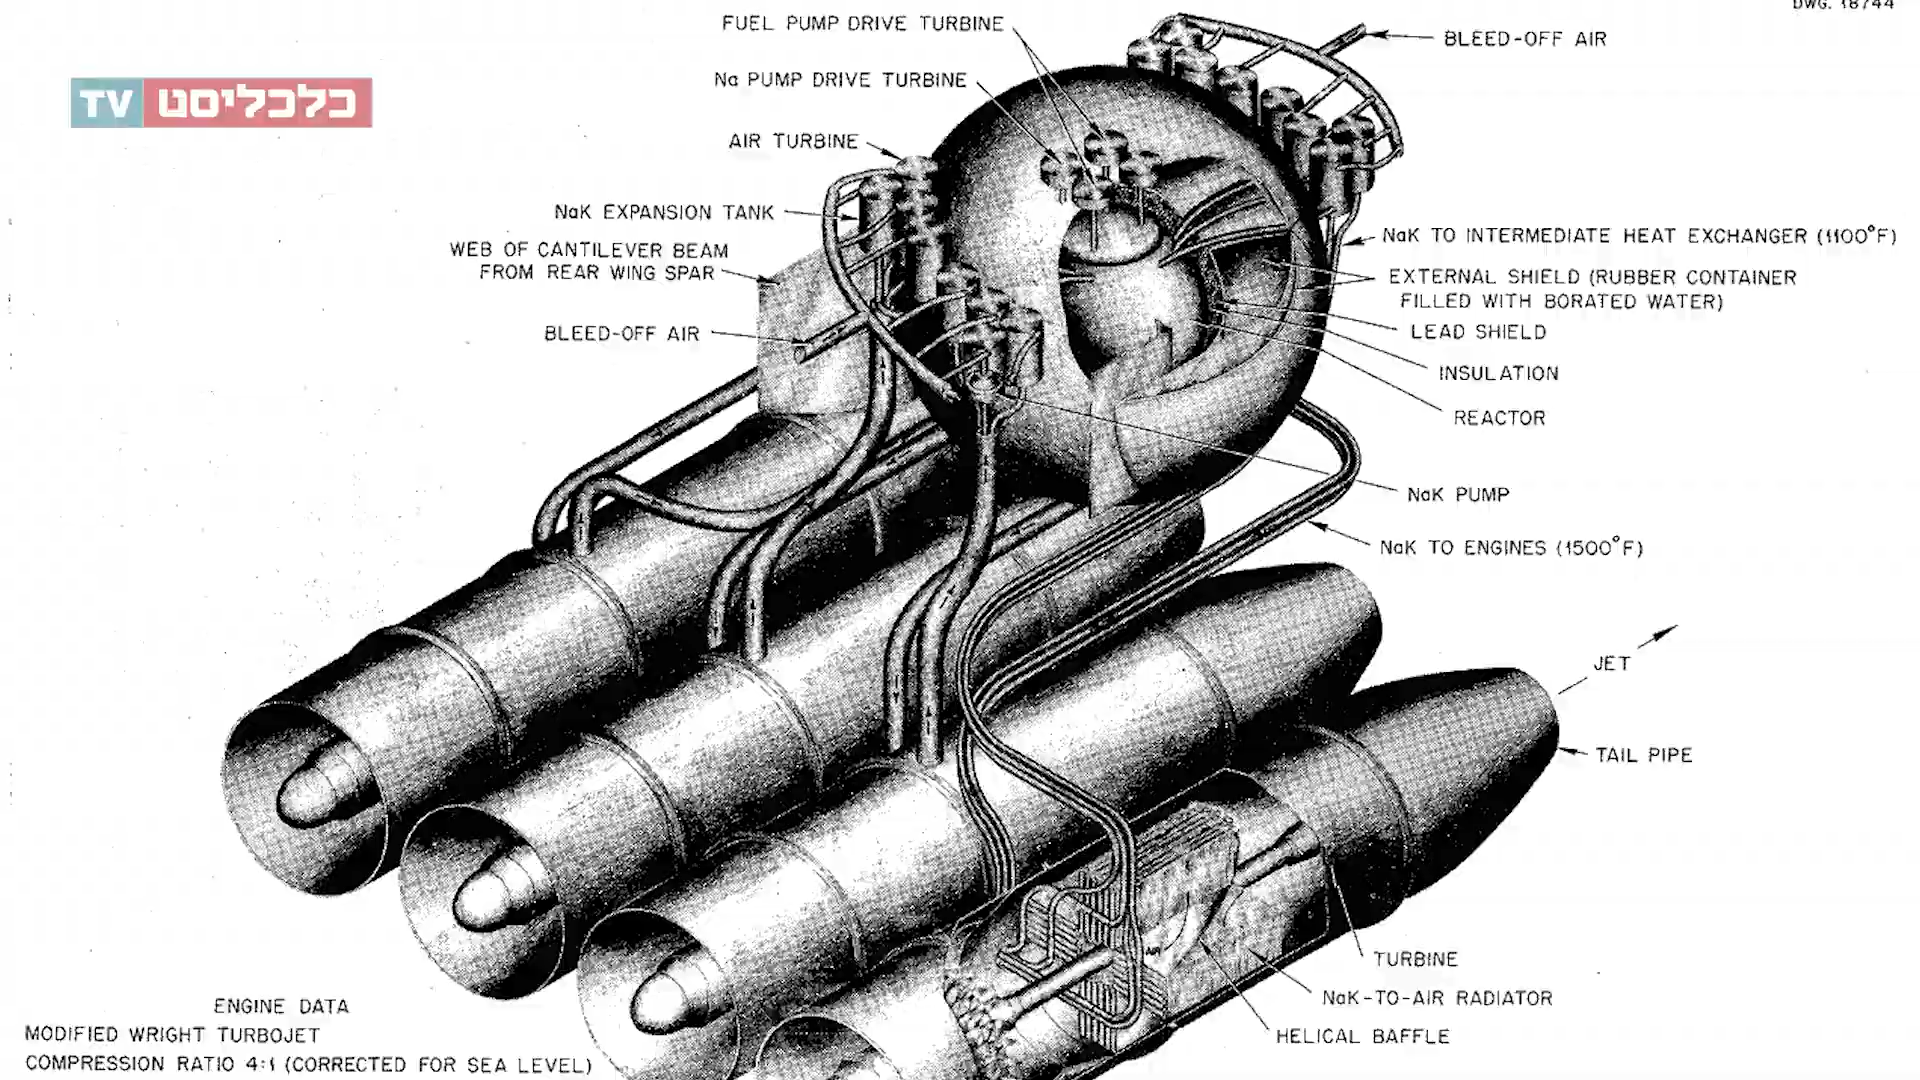 DWG. 18744
FUEL PUMP DRIVE TURBINE
BLEED-OFF AIR
Na PUMP DRIVE TURBINE
TV כלכליסט
AIR TURBINE
NaK EXPANSION TANK
WEB OF CANTILEVER BEAM
FROM REAR WING SPAR
BLEED-OFF AIR
NaK TO INTERMEDIATE HEAT EXCHANGER (1100°F)
EXTERNAL SHIELD (RUBBER CONTAINER
FILLED WITH BORATED WATER)
LEAD SHIELD
INSULATION
REACTOR
NaK PUMP
NaK TO ENGINES (1500°F)
JET
TAIL PIPE
AIR
TURBINE
NaK-TO-AIR RADIATOR
HELICAL BAFFLE
ENGINE DATA
MODIFIED WRIGHT TURBOJET
COMPRESSION RATIO 4:1 (CORRECTED FOR SEA LEVEL)